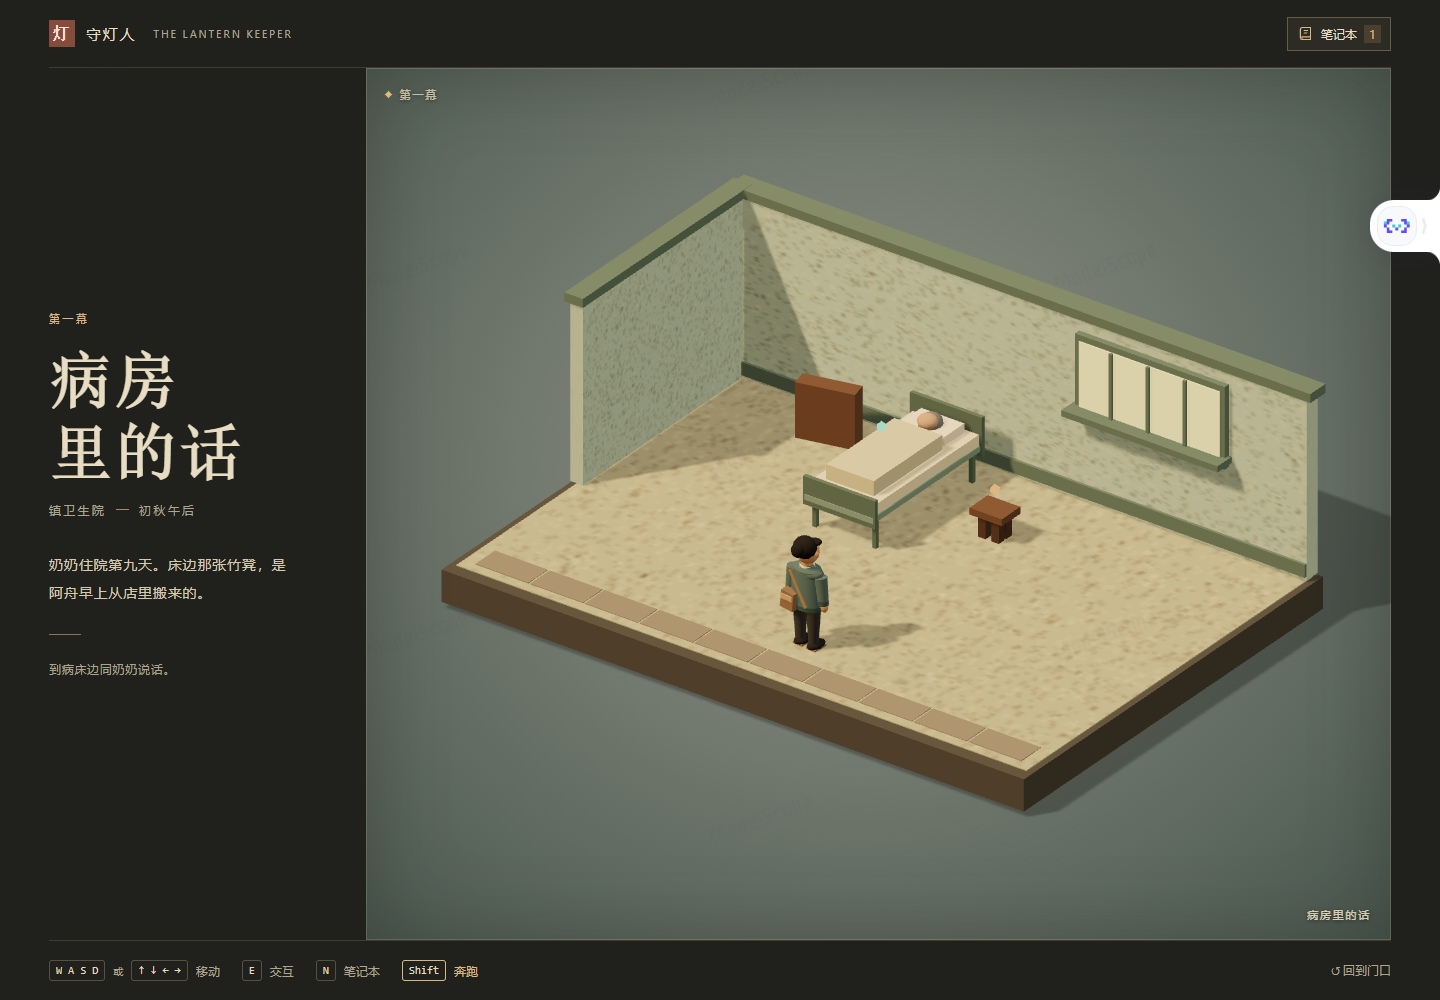 灯 守灯人 THE LANTERN KEEPER
笔记本 1
第一幕
第一幕
病房
里的话
镇卫生院 — 初秋午后
奶奶住院第九天。床边那张竹凳，是
阿舟早上从店里搬来的。
到病床边同奶奶说话。
病房里的话
W A S D 或 ↑ ↓ ← → 移动 E 交互 N 笔记本 Shift 奔跑
↺ 回到门口